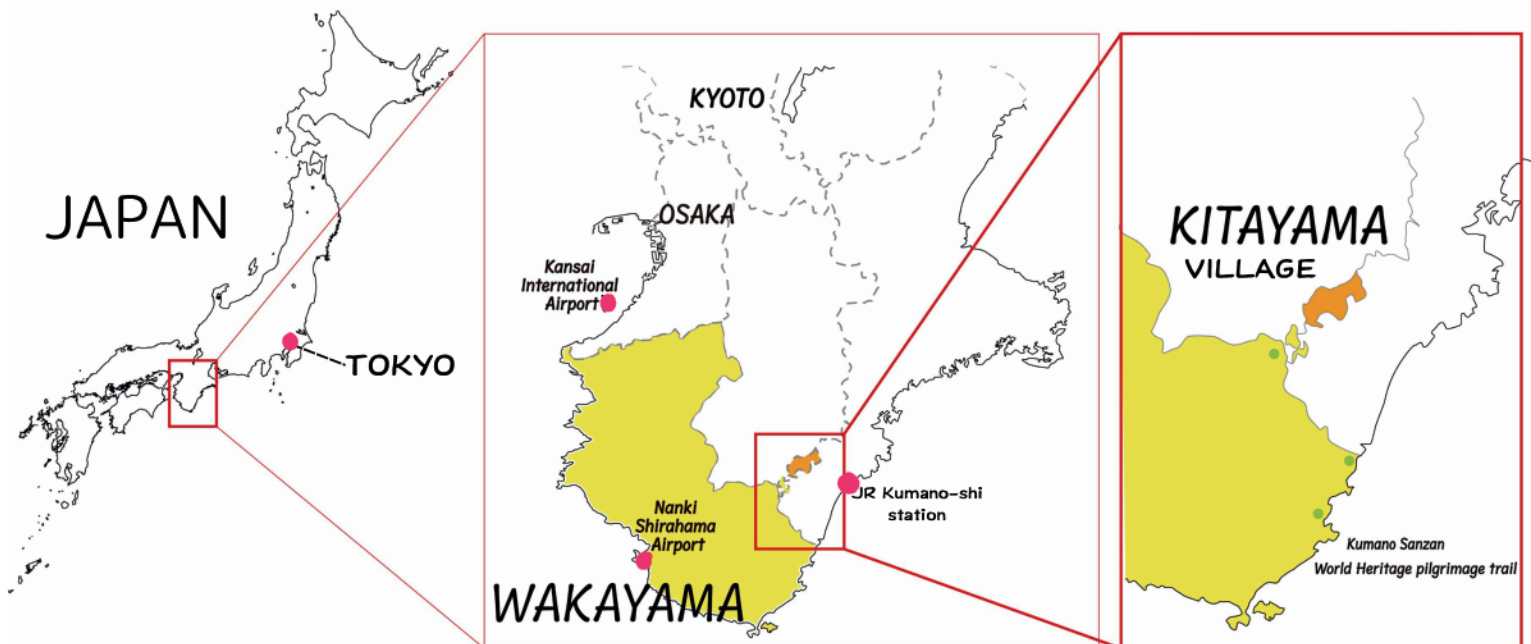 JAPAN
TOKYO
KYOTO
OSAKA
Kansai
International
Airport
Nanki
Shirahama
Airport
WAKAYAMA
JR Kumano-shi
station
KITAYAMA
VILLAGE
Kumano Sanzan
World Heritage pilgrimage trail